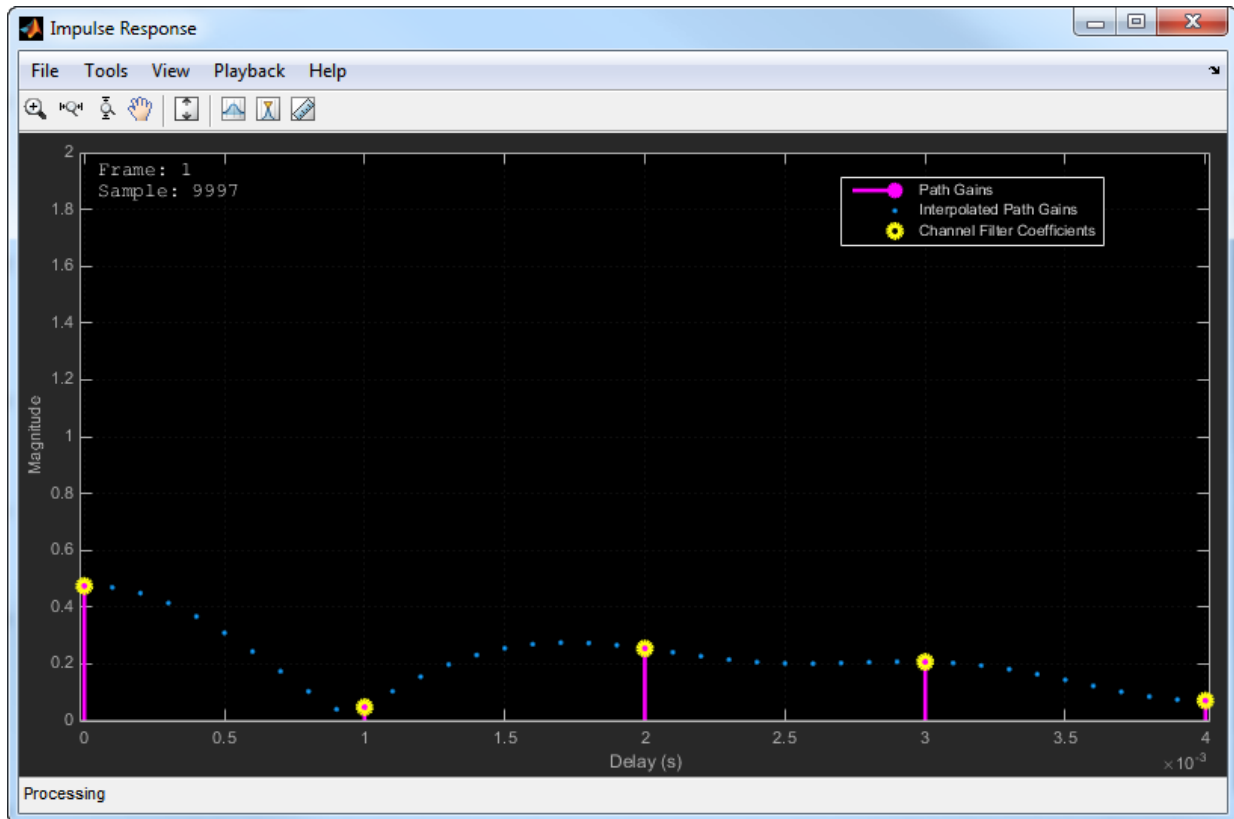 Impulse Response
File Tools View Playback Help
Frame: 1
Sample: 9997
Path Gains
Interpolated Path Gains
Channel Filter Coefficients
2
1.8
1.6
1.4
1.2
1
0.8
0.6
0.4
0.2
0
Magnitude
0 0.5 1 1.5 2 2.5 3 3.5 4
Delay (s)
×10⁻³
Processing